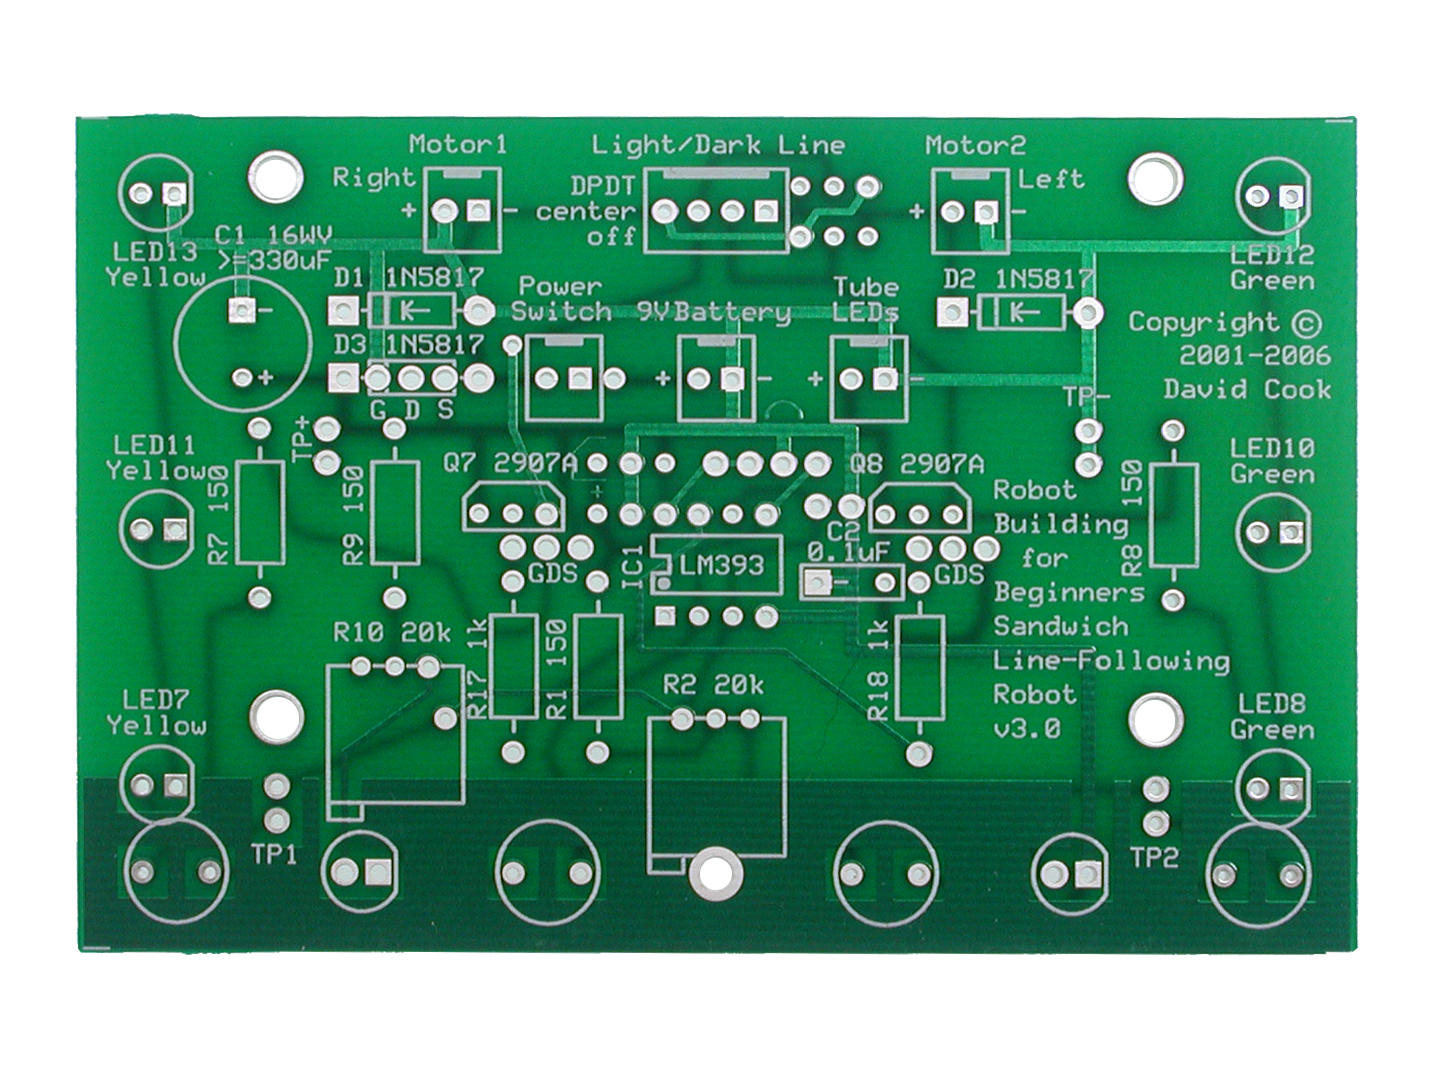 Motor1
Light/Dark Line
Motor2
Right
DPDT
center
off
Left
+
-
+
-
LED13
Yellow
C1 16WV
>=330uF
-
+
D1 1N5817
D3 1N5817
G D S
Power
Switch
9V Battery
+
-
Tube
LEDs
+
-
D2 1N5817
LED12
Green
Copyright ©
2001-2006
David Cook
TP+
TP-
LED11
Yellow
R7 150
R9 150
Q7 2907A
+
Q8 2907A
GDS
GDS
IC1
LM393
C2
0.1uF
-
R8 150
LED10
Green
Robot
Building
for
Beginners
Sandwich
Line-Following
Robot
v3.0
R10 20k
R17 1k
R1 150
R2 20k
R18 1k
LED7
Yellow
LED8
Green
TP1
TP2